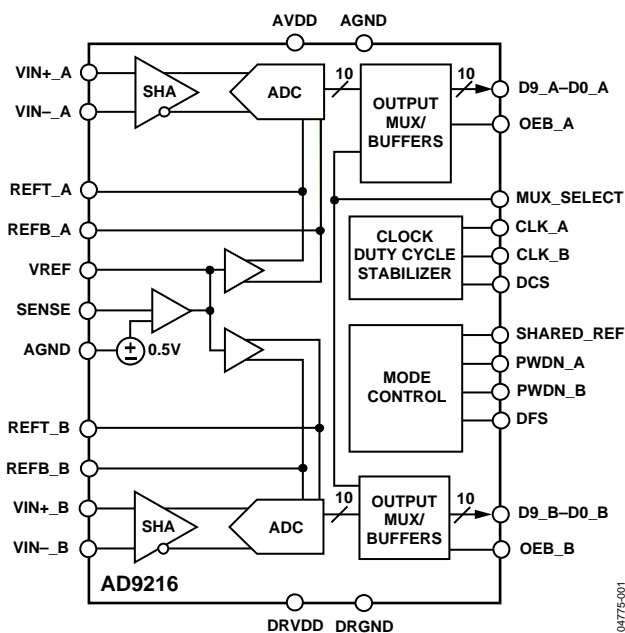 AVDD AGND
VIN+_A
VIN–_A
SHA
ADC
10
OUTPUT
MUX/
BUFFERS
10
D9_A–D0_A
OEB_A
REFT_A
REFB_A
VREF
SENSE
AGND
0.5V
MUX_SELECT
CLOCK
DUTY CYCLE
STABILIZER
CLK_A
CLK_B
DCS
MODE
CONTROL
SHARED_REF
PWDN_A
PWDN_B
DFS
REFT_B
REFB_B
VIN+_B
VIN–_B
SHA
ADC
10
OUTPUT
MUX/
BUFFERS
10
D9_B–D0_B
OEB_B
AD9216
DRVDD DRGND
04775-001